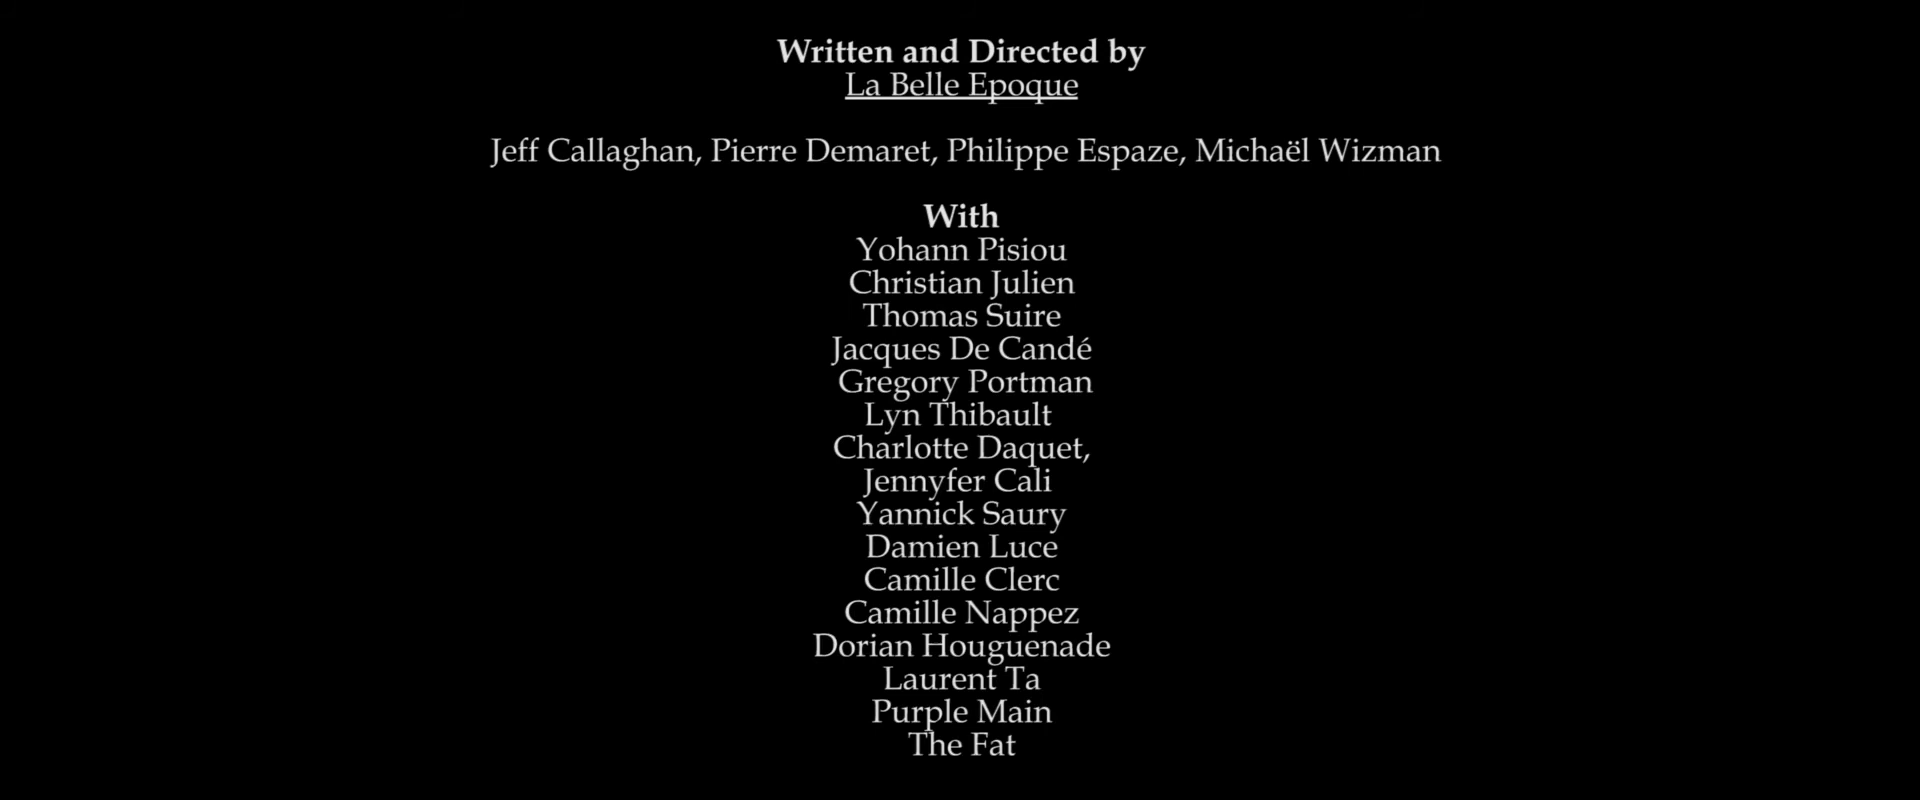 Written and Directed by
La Belle Epoque
Jeff Callaghan, Pierre Demaret, Philippe Espaze, Michaël Wizman
With
Yohann Pisiou
Christian Julien
Thomas Suire
Jacques De Candé
Gregory Portman
Lyn Thibault
Charlotte Daquet,
Jennyfer Cali
Yannick Saury
Damien Luce
Camille Clerc
Camille Nappez
Dorian Houguenade
Laurent Ta
Purple Main
The Fat